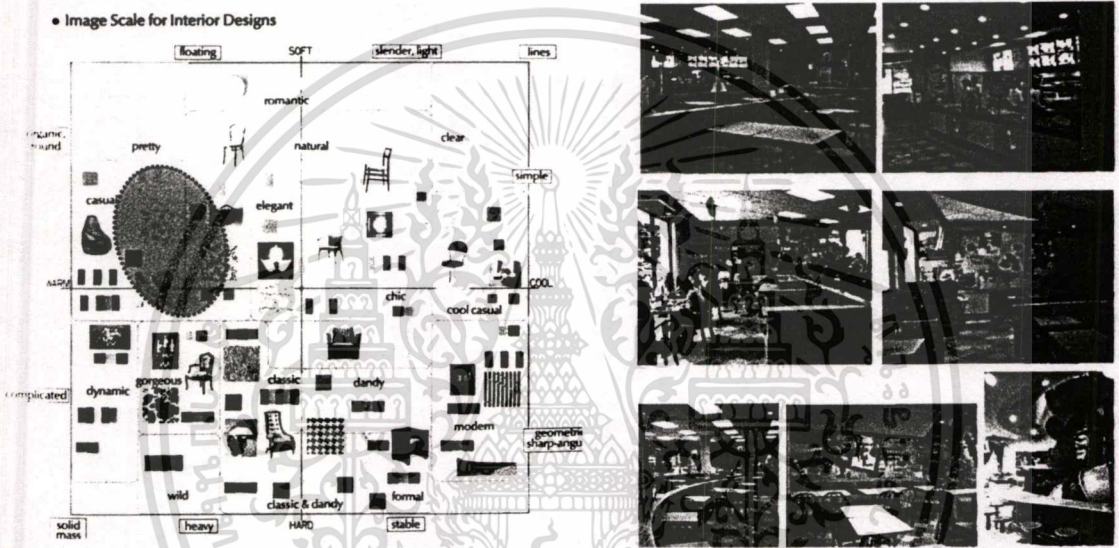 • Image Scale for Interior Designs
floating
SOFT
slender, light
lines
romantic
organic,
round
pretty
natural
clear
simple
casual
elegant
WARM
COOL
chic
cool casual
complicated
dynamic
gorgeous
classic
dandy
modern
geometri
sharp-angu
wild
classic & dandy
formal
solid
mass
heavy
HARD
stable